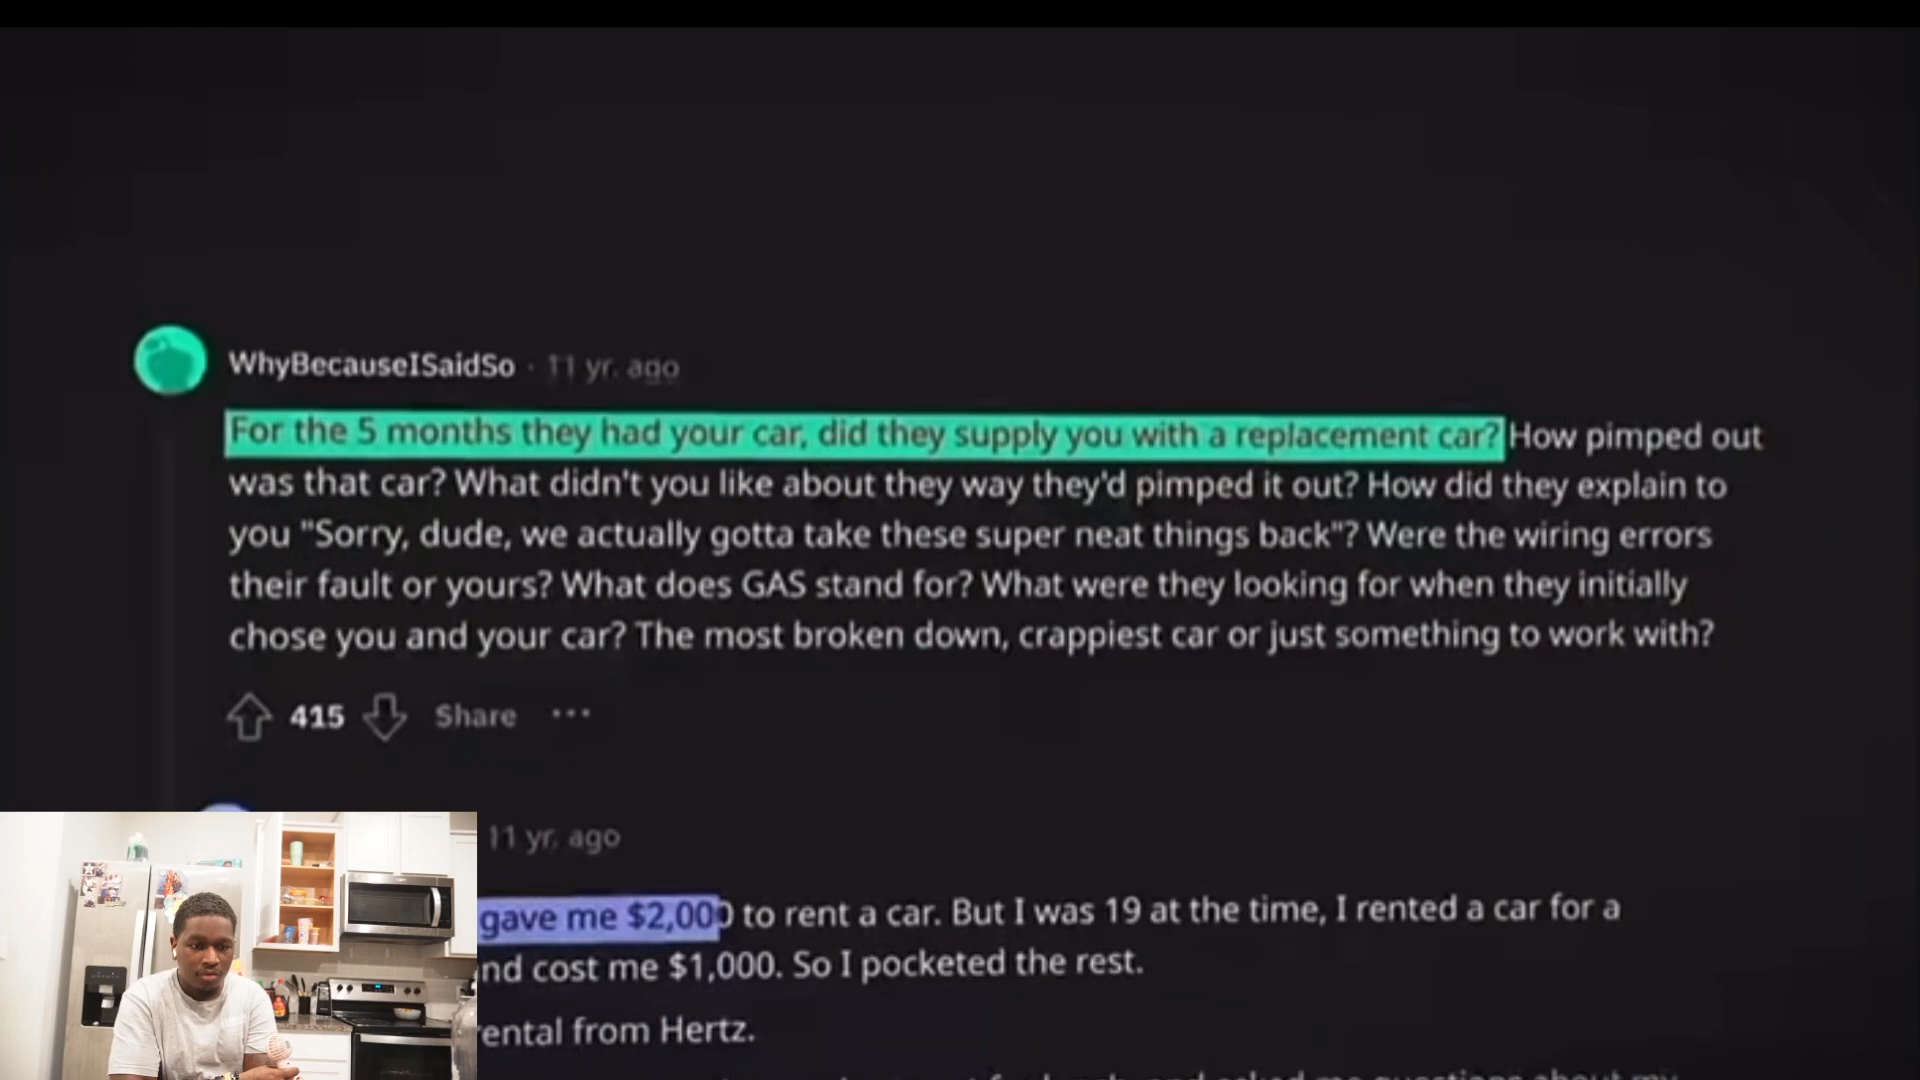 WhyBecauseISaidSo · 11 yr. ago
For the 5 months they had your car, did they supply you with a replacement car? How pimped out
was that car? What didn't you like about they way they'd pimped it out? How did they explain to
you "Sorry, dude, we actually gotta take these super neat things back"? Were the wiring errors
their fault or yours? What does GAS stand for? What were they looking for when they initially
chose you and your car? The most broken down, crappiest car or just something to work with?
415 Share ···
11 yr. ago
gave me $2,000 to rent a car. But I was 19 at the time, I rented a car for a
nd cost me $1,000. So I pocketed the rest.
ental from Hertz.